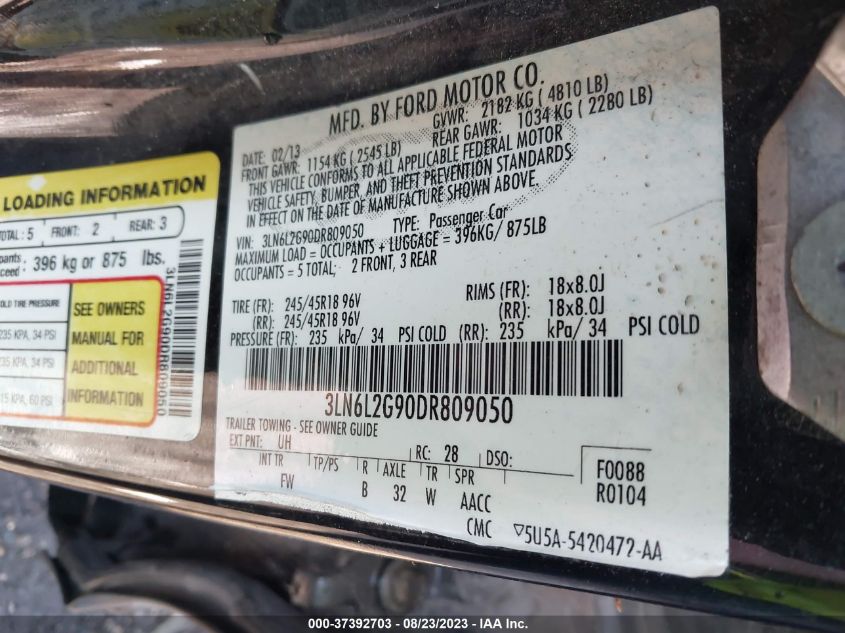 MFD. BY FORD MOTOR CO.
DATE: 02/13 GVWR: 2182 KG ( 4810 LB)
FRONT GAWR: 1154 KG ( 2545 LB) REAR GAWR: 1034 KG ( 2280 LB)
THIS VEHICLE CONFORMS TO ALL APPLICABLE FEDERAL MOTOR
VEHICLE SAFETY, BUMPER, AND THEFT PREVENTION STANDARDS
IN EFFECT ON THE DATE OF MANUFACTURE SHOWN ABOVE.
VIN: 3LN6L2G90DR809050 TYPE: Passenger Car
MAXIMUM LOAD = OCCUPANTS + LUGGAGE = 396KG/ 875LB
OCCUPANTS = 5 TOTAL; 2 FRONT, 3 REAR
TIRE (FR): 245/45R18 96V RIMS (FR): 18x8.0J
(RR): 245/45R18 96V (RR): 18x8.0J
PRESSURE (FR): 235 kPa/ 34 PSI COLD (RR): 235 kPa/ 34 PSI COLD
3LN6L2G90DR809050
TRAILER TOWING - SEE OWNER GUIDE
EXT PNT: UH RC: 28 DSO:
INT TR TP/PS R AXLE TR SPR
FW B 32 W AACC
F0088
R0104
CMC 5U5A-5420472-AA
LOADING INFORMATION
TOTAL: 5 FRONT: 2 REAR: 3
396 kg or 875 lbs.
COLD TIRE PRESSURE
235 KPA, 34 PSI
235 KPA, 34 PSI
60 PSI
SEE OWNERS
MANUAL FOR
ADDITIONAL
INFORMATION
3LN6L2G90DR809050
000-37392703 - 08/23/2023 - IAA Inc.